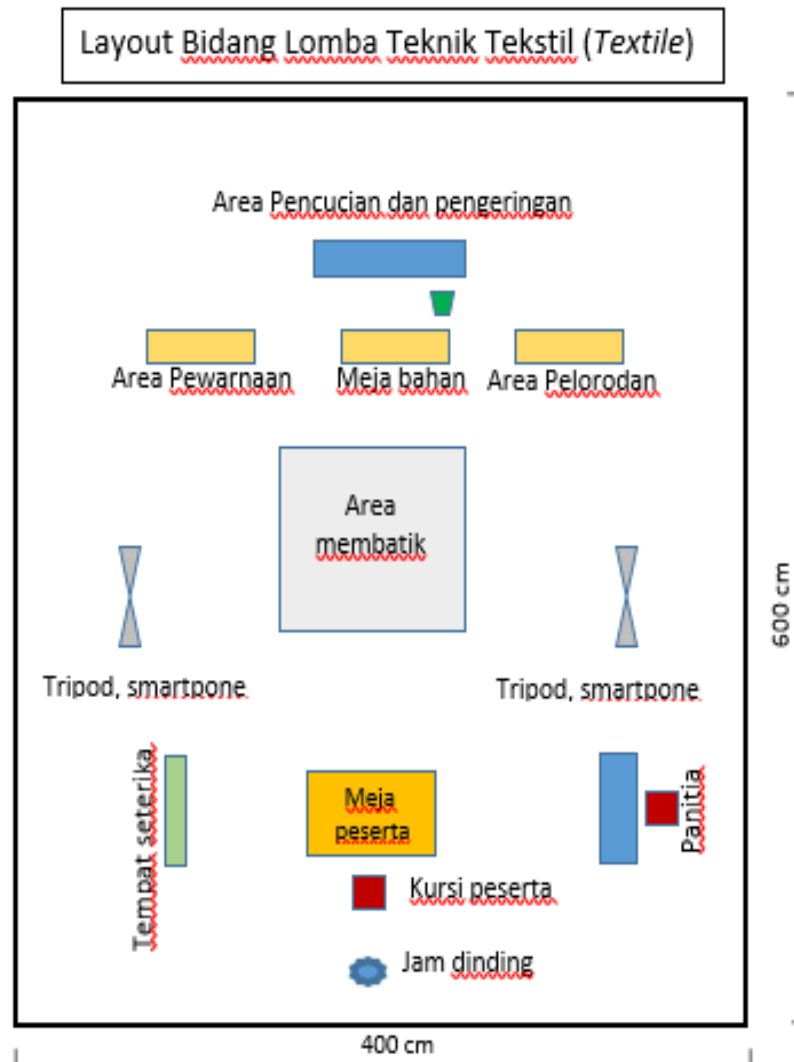 Layout Bidang Lomba Teknik Tekstil (Textile)
Area Pencucian dan pengeringan
Area Pewarnaan
Meja bahan
Area Pelorodan
Area
membatik
600 cm
Tripod, smartpone
Tripod, smartpone
Tempat seterika
Meja
peserta
Panitia
Kursi peserta
Jam dinding
400 cm